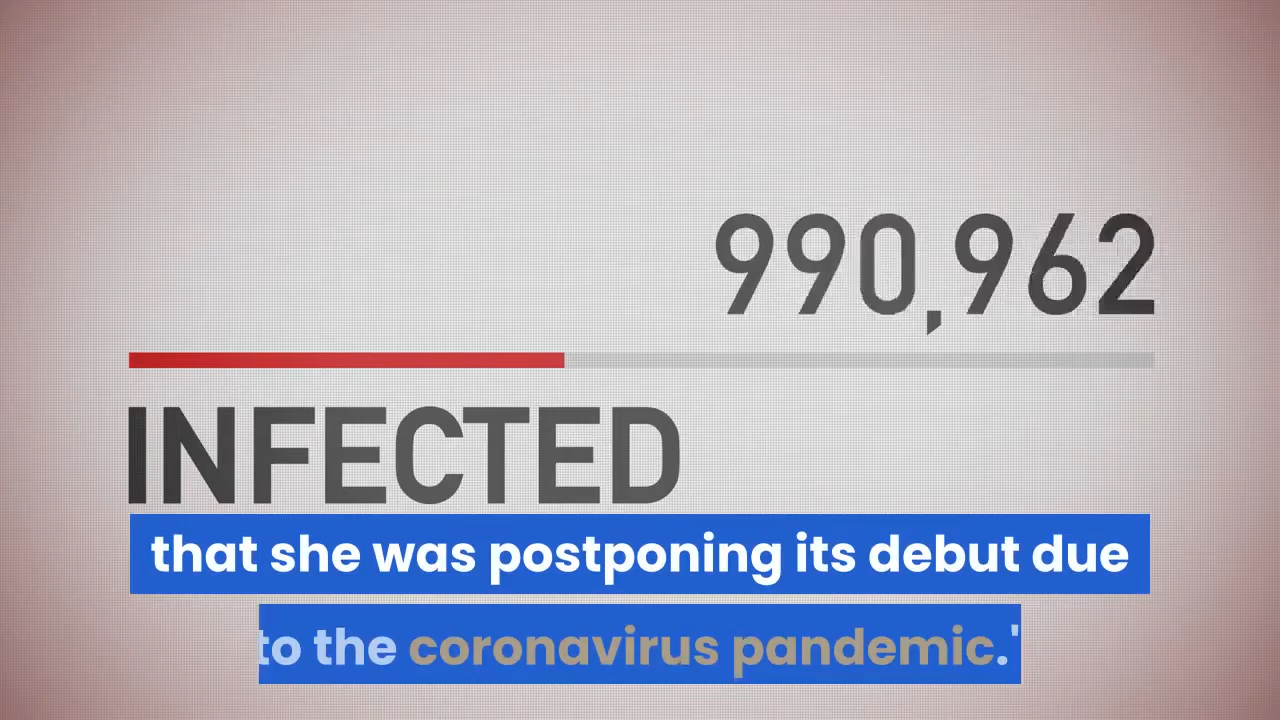 990,962
INFECTED
that she was postponing its debut due
to the coronavirus pandemic.'